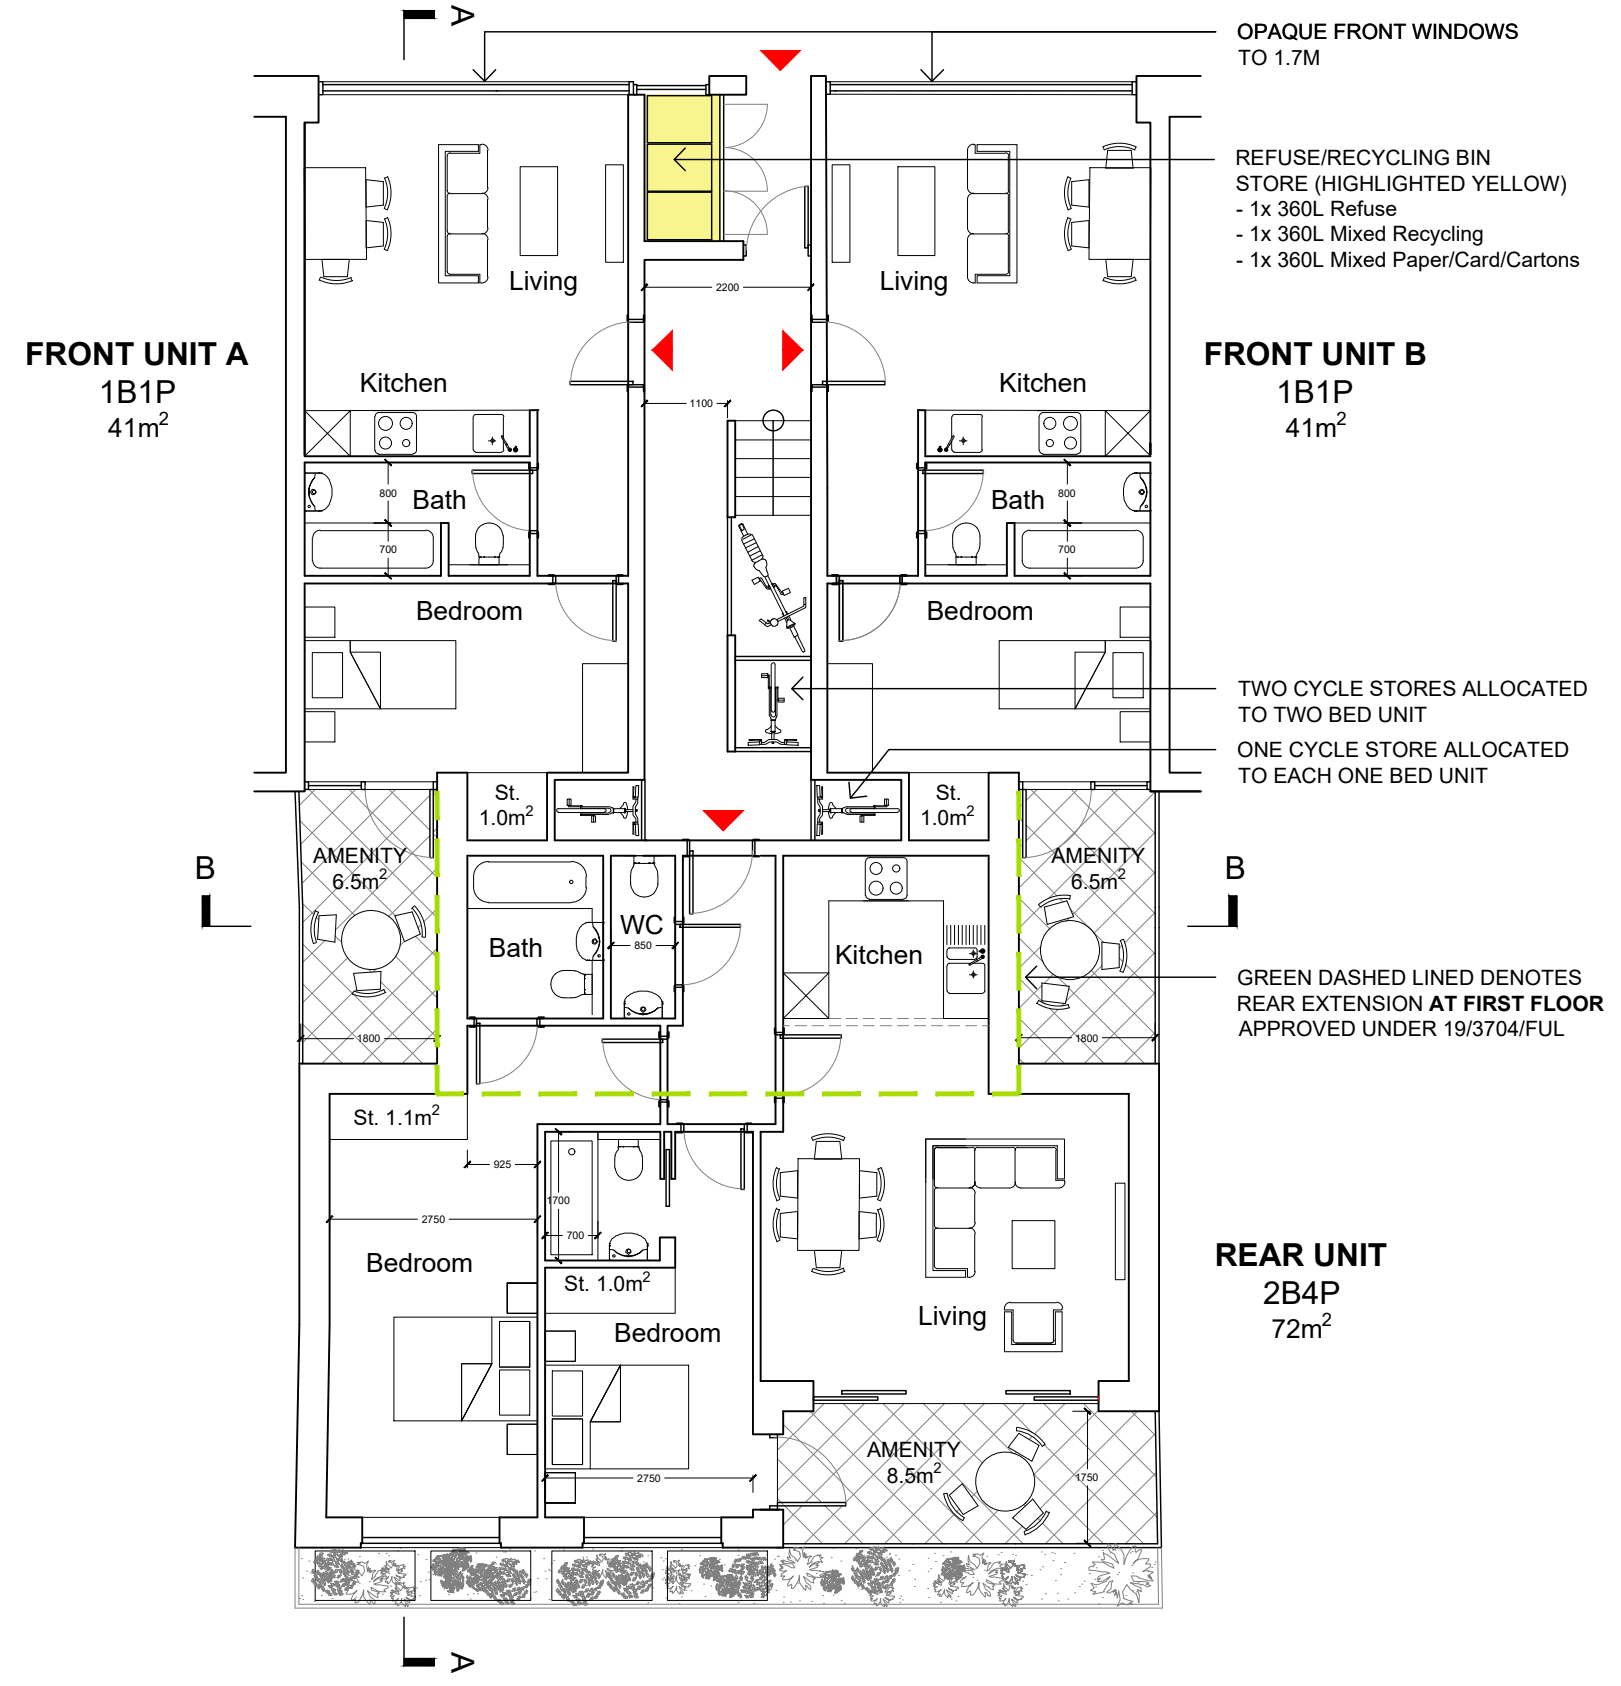 A
OPAQUE FRONT WINDOWS
TO 1.7M
REFUSE/RECYCLING BIN
STORE (HIGHLIGHTED YELLOW)
- 1x 360L Refuse
- 1x 360L Mixed Recycling
- 1x 360L Mixed Paper/Card/Cartons
Living
2200
Living
FRONT UNIT A
1B1P
41m²
FRONT UNIT B
1B1P
41m²
Kitchen
1100
Kitchen
800
Bath
700
Bath
800
700
Bedroom
Bedroom
TWO CYCLE STORES ALLOCATED
TO TWO BED UNIT
ONE CYCLE STORE ALLOCATED
TO EACH ONE BED UNIT
St.
1.0m²
St.
1.0m²
AMENITY
6.5m²
AMENITY
6.5m²
B
B
Bath
WC
850
Kitchen
GREEN DASHED LINED DENOTES
REAR EXTENSION AT FIRST FLOOR
APPROVED UNDER 19/3704/FUL
1800
1800
St. 1.1m²
925
1700
2750
700
Bedroom
St. 1.0m²
Bedroom
Living
REAR UNIT
2B4P
72m²
AMENITY
8.5m²
2750
1750
A